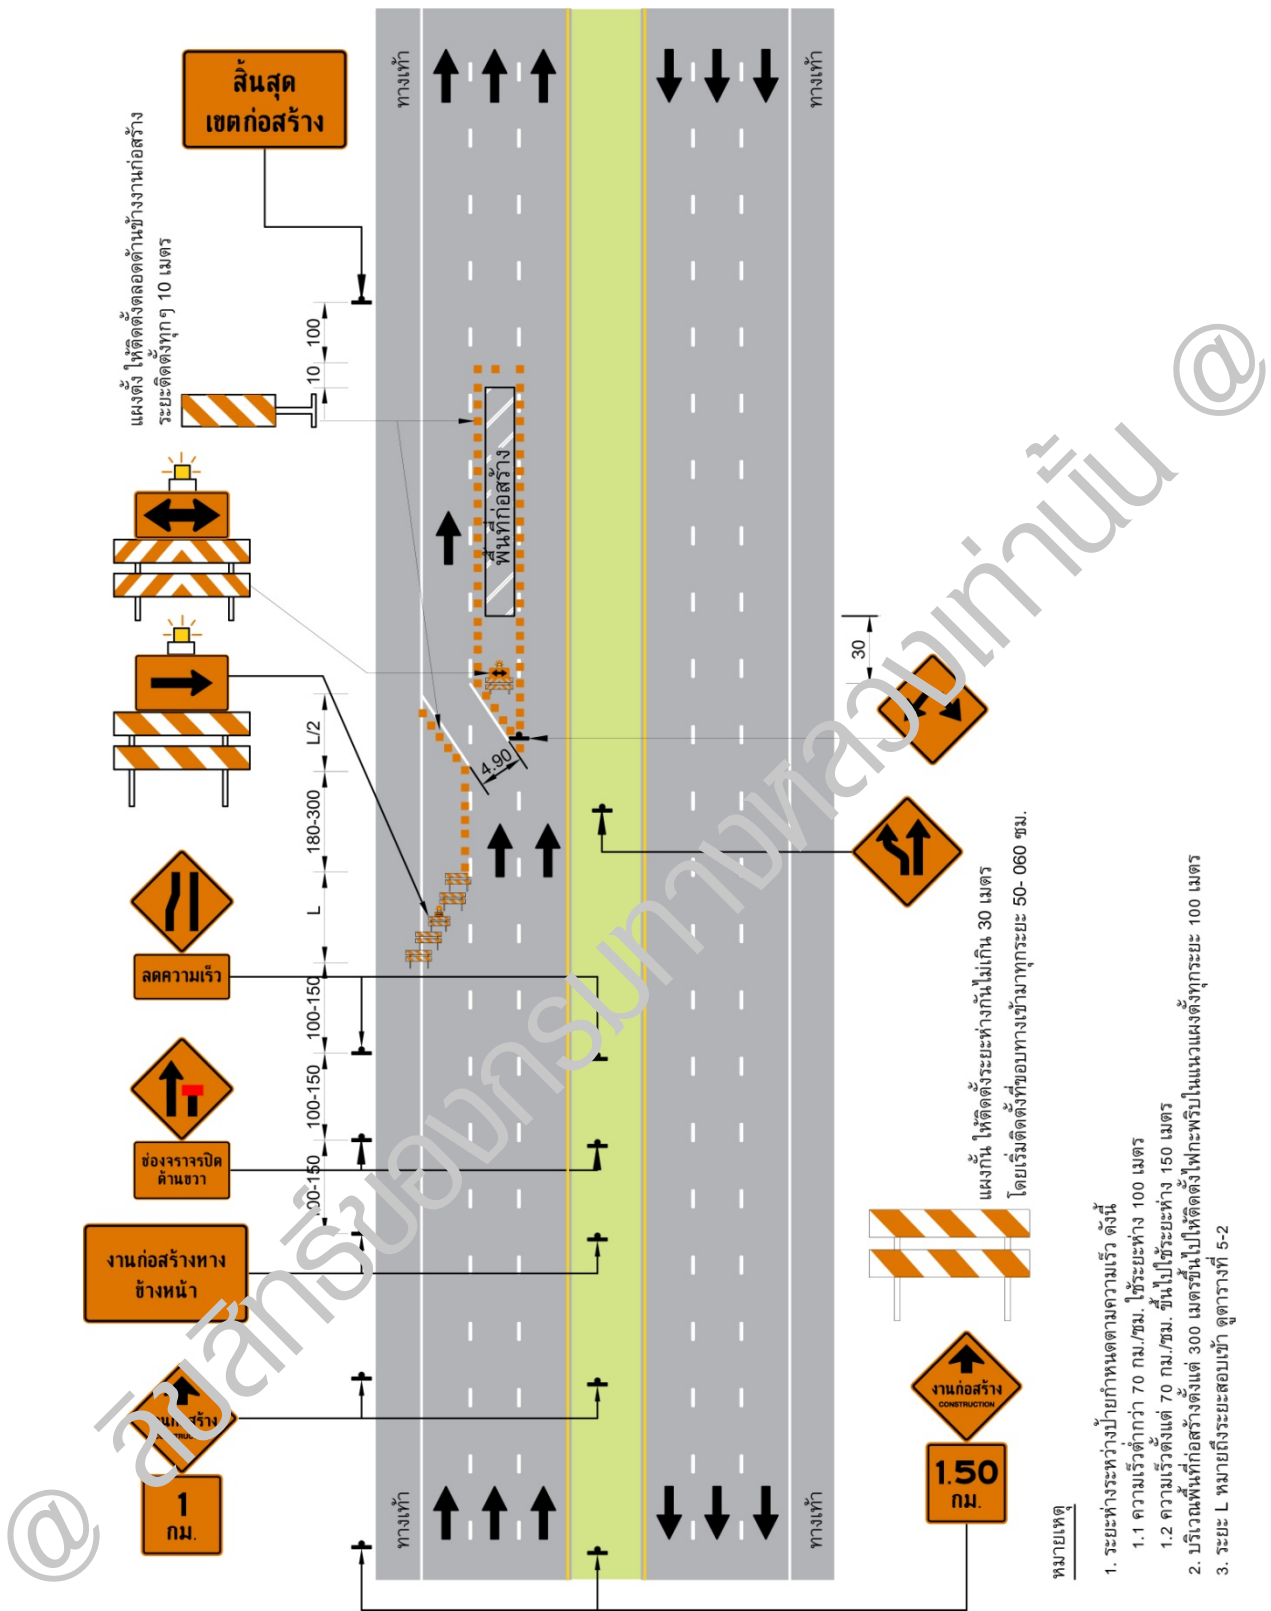 สิ้นสุด
เขตก่อสร้าง
แผงตั้ง ให้ติดตั้งตลอดด้านข้างงานก่อสร้าง
ระยะติดตั้งทุกๆ 10 เมตร
ทางเท้า
ทางเท้า
100
10
พื้นที่ก่อสร้าง
L/2
4.90
30
180-300
L
ลดความเร็ว
100-150
100-150
100-150
ช่องจราจรปิด
ด้านขวา
งานก่อสร้างทาง
ข้างหน้า
งานก่อสร้าง
CONSTRUCTION
1
กม.
ทางเท้า
ทางเท้า
แผงกั้น ให้ติดตั้งระยะห่างกันไม่เกิน 30 เมตร
โดยเริ่มติดตั้งที่ขอบทางเข้ามาทุกระยะ 50- 060 ซม.
งานก่อสร้าง
CONSTRUCTION
1.50
กม.
หมายเหตุ
1. ระยะห่างระหว่างป้ายกำหนดตามความเร็ว ดังนี้
1.1 ความเร็วต่ำกว่า 70 กม./ชม. ใช้ระยะห่าง 100 เมตร
1.2 ความเร็วตั้งแต่ 70 กม./ชม. ขึ้นไปใช้ระยะห่าง 150 เมตร
2. บริเวณพื้นที่ก่อสร้างตั้งแต่ 300 เมตรขึ้นไปให้ติดตั้งไฟกะพริบในแนวแผงตั้งทุกระยะ 100 เมตร
3. ระยะ L หมายถึงระยะสอบเข้า ดูตารางที่ 5-2
@ ลิขสิทธิ์ของกรมทางหลวงเท่านั้น @